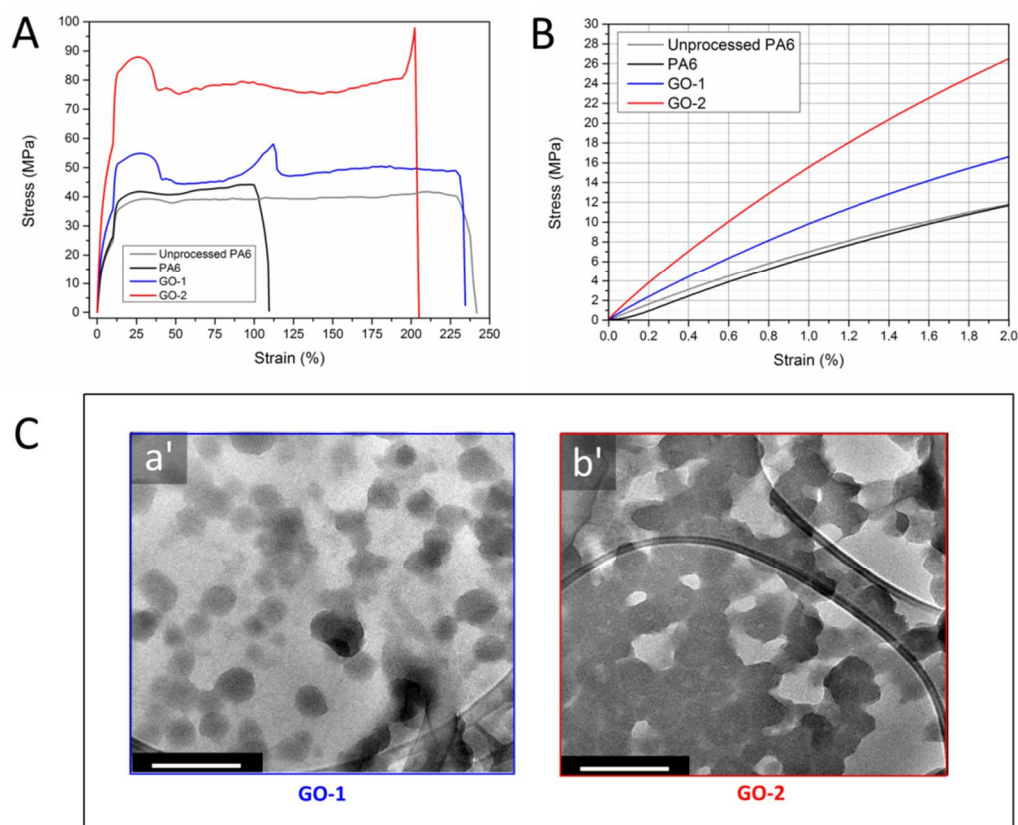 A
100
90
80
70
60
50
40
30
20
10
0
Stress (MPa)
Unprocessed PA6
PA6
GO-1
GO-2
0 25 50 75 100 125 150 175 200 225 250
Strain (%)
B
30
28
26
24
22
20
18
16
14
12
10
8
6
4
2
0
Stress (MPa)
Unprocessed PA6
PA6
GO-1
GO-2
0.0 0.2 0.4 0.6 0.8 1.0 1.2 1.4 1.6 1.8 2.0
Strain (%)
C
a'
b'
GO-1
GO-2